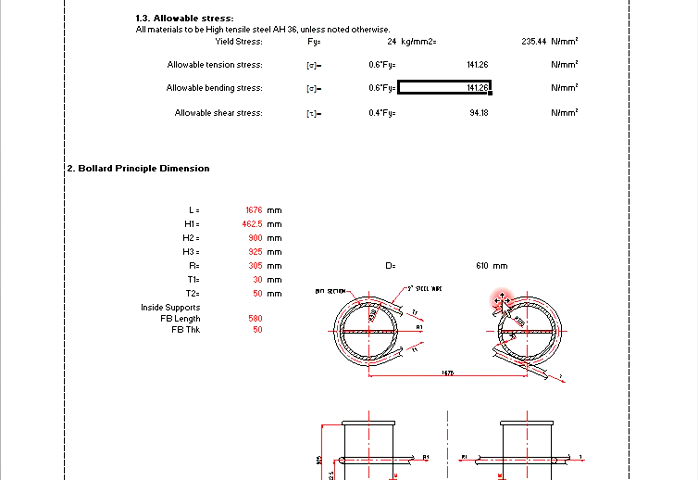 1.3. Allowable stress:
All materials to be High tensile steel AH 36, unless noted otherwise.
Yield Stress: Fy= 24 kg/mm2= 235.44 N/mm²
Allowable tension stress: [σ]= 0.6*Fy= 141.26 N/mm²
Allowable bending stress: [σ]= 0.6*Fy= 141.26 N/mm²
Allowable shear stress: [τ]= 0.4*Fy= 94.18 N/mm²
2. Bollard Principle Dimension
L= 1676 mm
H1= 462.5 mm
H2= 900 mm
H3= 925 mm
R= 305 mm D= 610 mm
T1= 30 mm
T2= 50 mm
Inside Supports
FB Length 580
FB Thk 50
2" STEEL WIRE
R1
1676
R1 R1